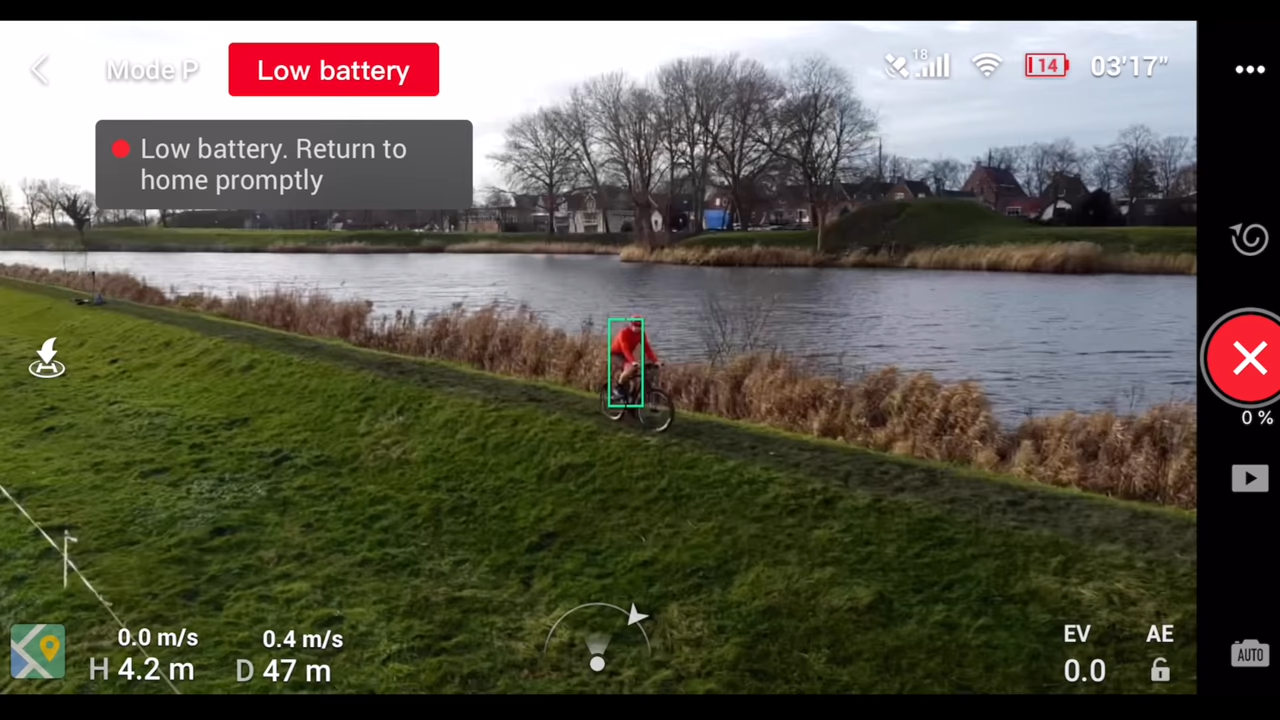 Mode P
Low battery
18
14
03'17"
Low battery. Return to
home promptly
0 %
0.0 m/s
0.4 m/s
H 4.2 m
D 47 m
EV
AE
0.0
AUTO